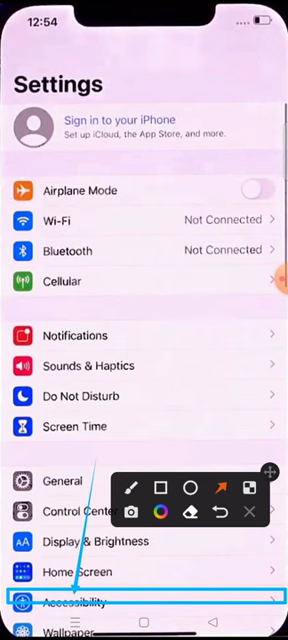 12:54
Settings
Sign in to your iPhone
Set up iCloud, the App Store, and more.
Airplane Mode
Wi-Fi Not Connected
Bluetooth Not Connected
Cellular
Notifications
Sounds & Haptics
Do Not Disturb
Screen Time
General
Control Center
AA Display & Brightness
Home Screen
Accessibility
Wallpaper